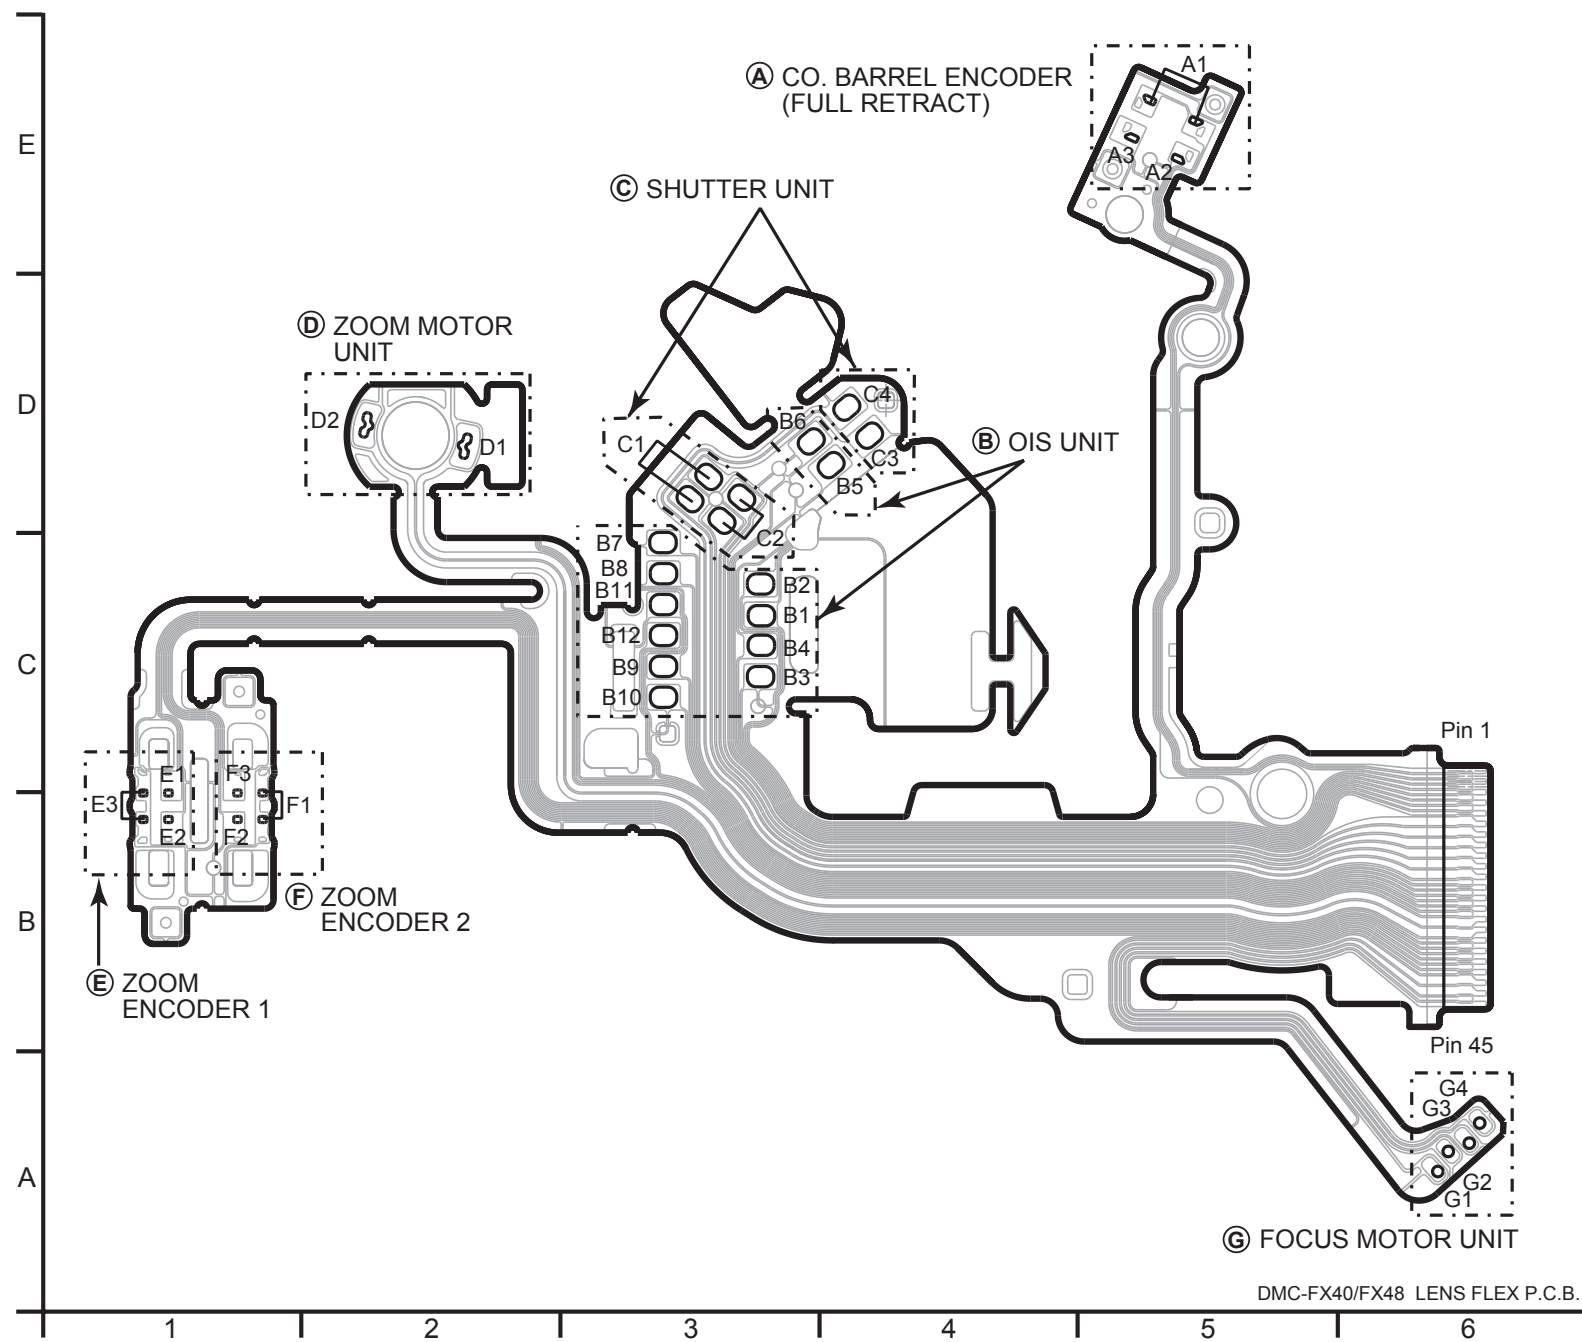 E
D
C
B
A
Ⓐ CO. BARREL ENCODER
(FULL RETRACT)
A1
A3
A2
Ⓒ SHUTTER UNIT
Ⓓ ZOOM MOTOR
UNIT
D2
D1
C4
B6
C1
C3
B5
C2
Ⓑ OIS UNIT
B7
B8
B11
B12
B9
B10
B2
B1
B4
B3
Pin 1
E1
F3
E3
F1
E2
F2
Ⓕ ZOOM
ENCODER 2
Ⓔ ZOOM
ENCODER 1
Pin 45
G4
G3
G2
G1
Ⓖ FOCUS MOTOR UNIT
DMC-FX40/FX48 LENS FLEX P.C.B.
1 2 3 4 5 6